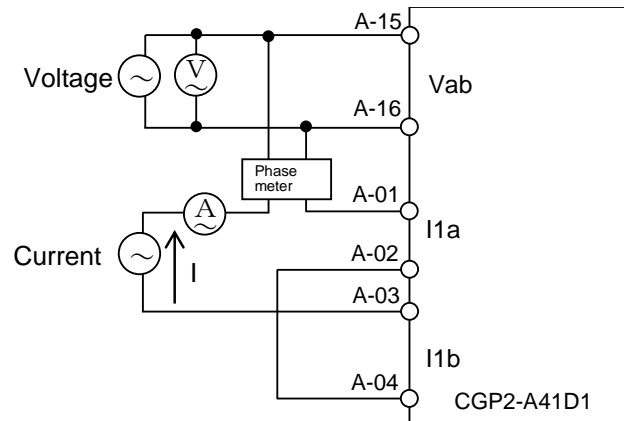 A-15
V
Voltage
Vab
A-16
Phase
meter
A-01
A
I1a
A-02
Current
I
A-03
I1b
A-04
CGP2-A41D1